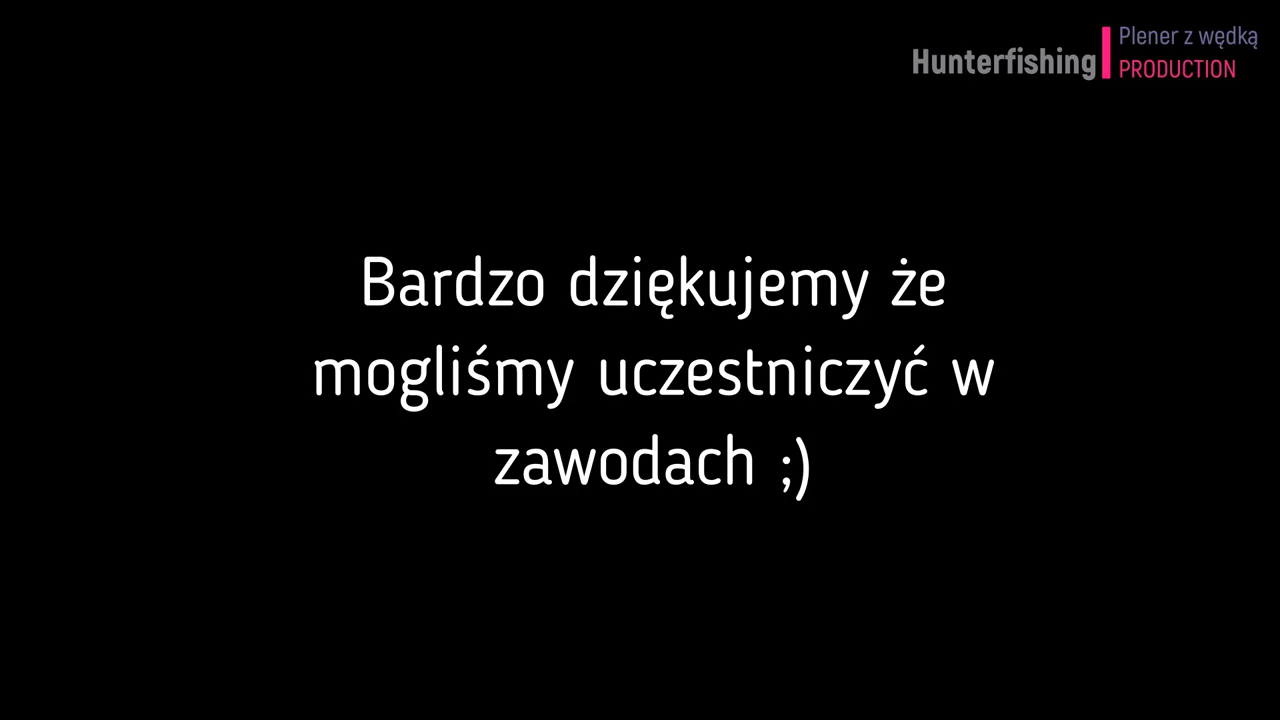 Hunterfishing
Plener z wędką
PRODUCTION
Bardzo dziękujemy że
mogliśmy uczestniczyć w
zawodach ;)